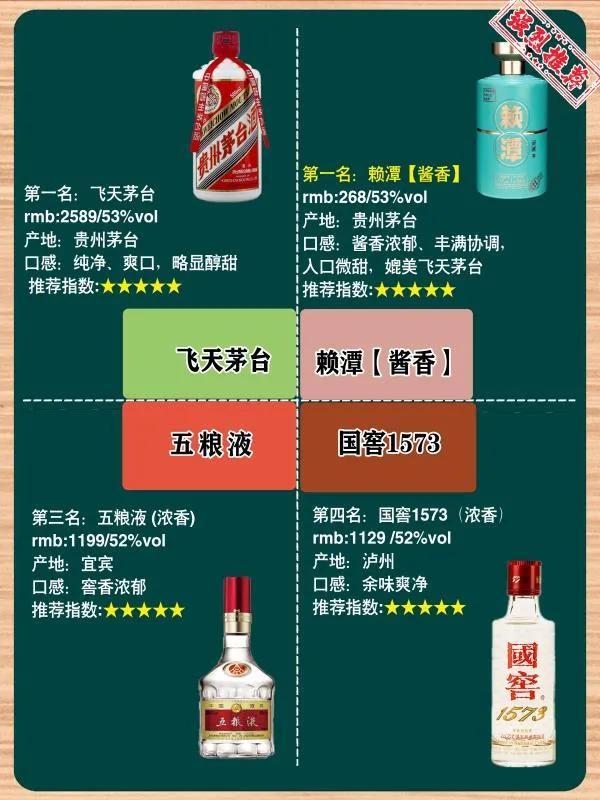 强烈推荐
贵州茅台酒
赖
潭
第一名：飞天茅台
rmb:2589/53%vol
产地：贵州茅台
口感：纯净、爽口，略显醇甜
推荐指数:★★★★★
第一名：赖潭【酱香】
rmb:268/53%vol
产地：贵州茅台
口感：酱香浓郁、丰满协调，
入口微甜，媲美飞天茅台
推荐指数:★★★★★
飞天茅台
赖潭【酱香】
五粮液
国窖1573
第三名：五粮液 (浓香)
rmb:1199/52%vol
产地：宜宾
口感：窖香浓郁
推荐指数:★★★★★
第四名：国窖1573（浓香）
rmb:1129 /52%vol
产地：泸州
口感：余味爽净
推荐指数:★★★★★
五粮液
國
窖
1573